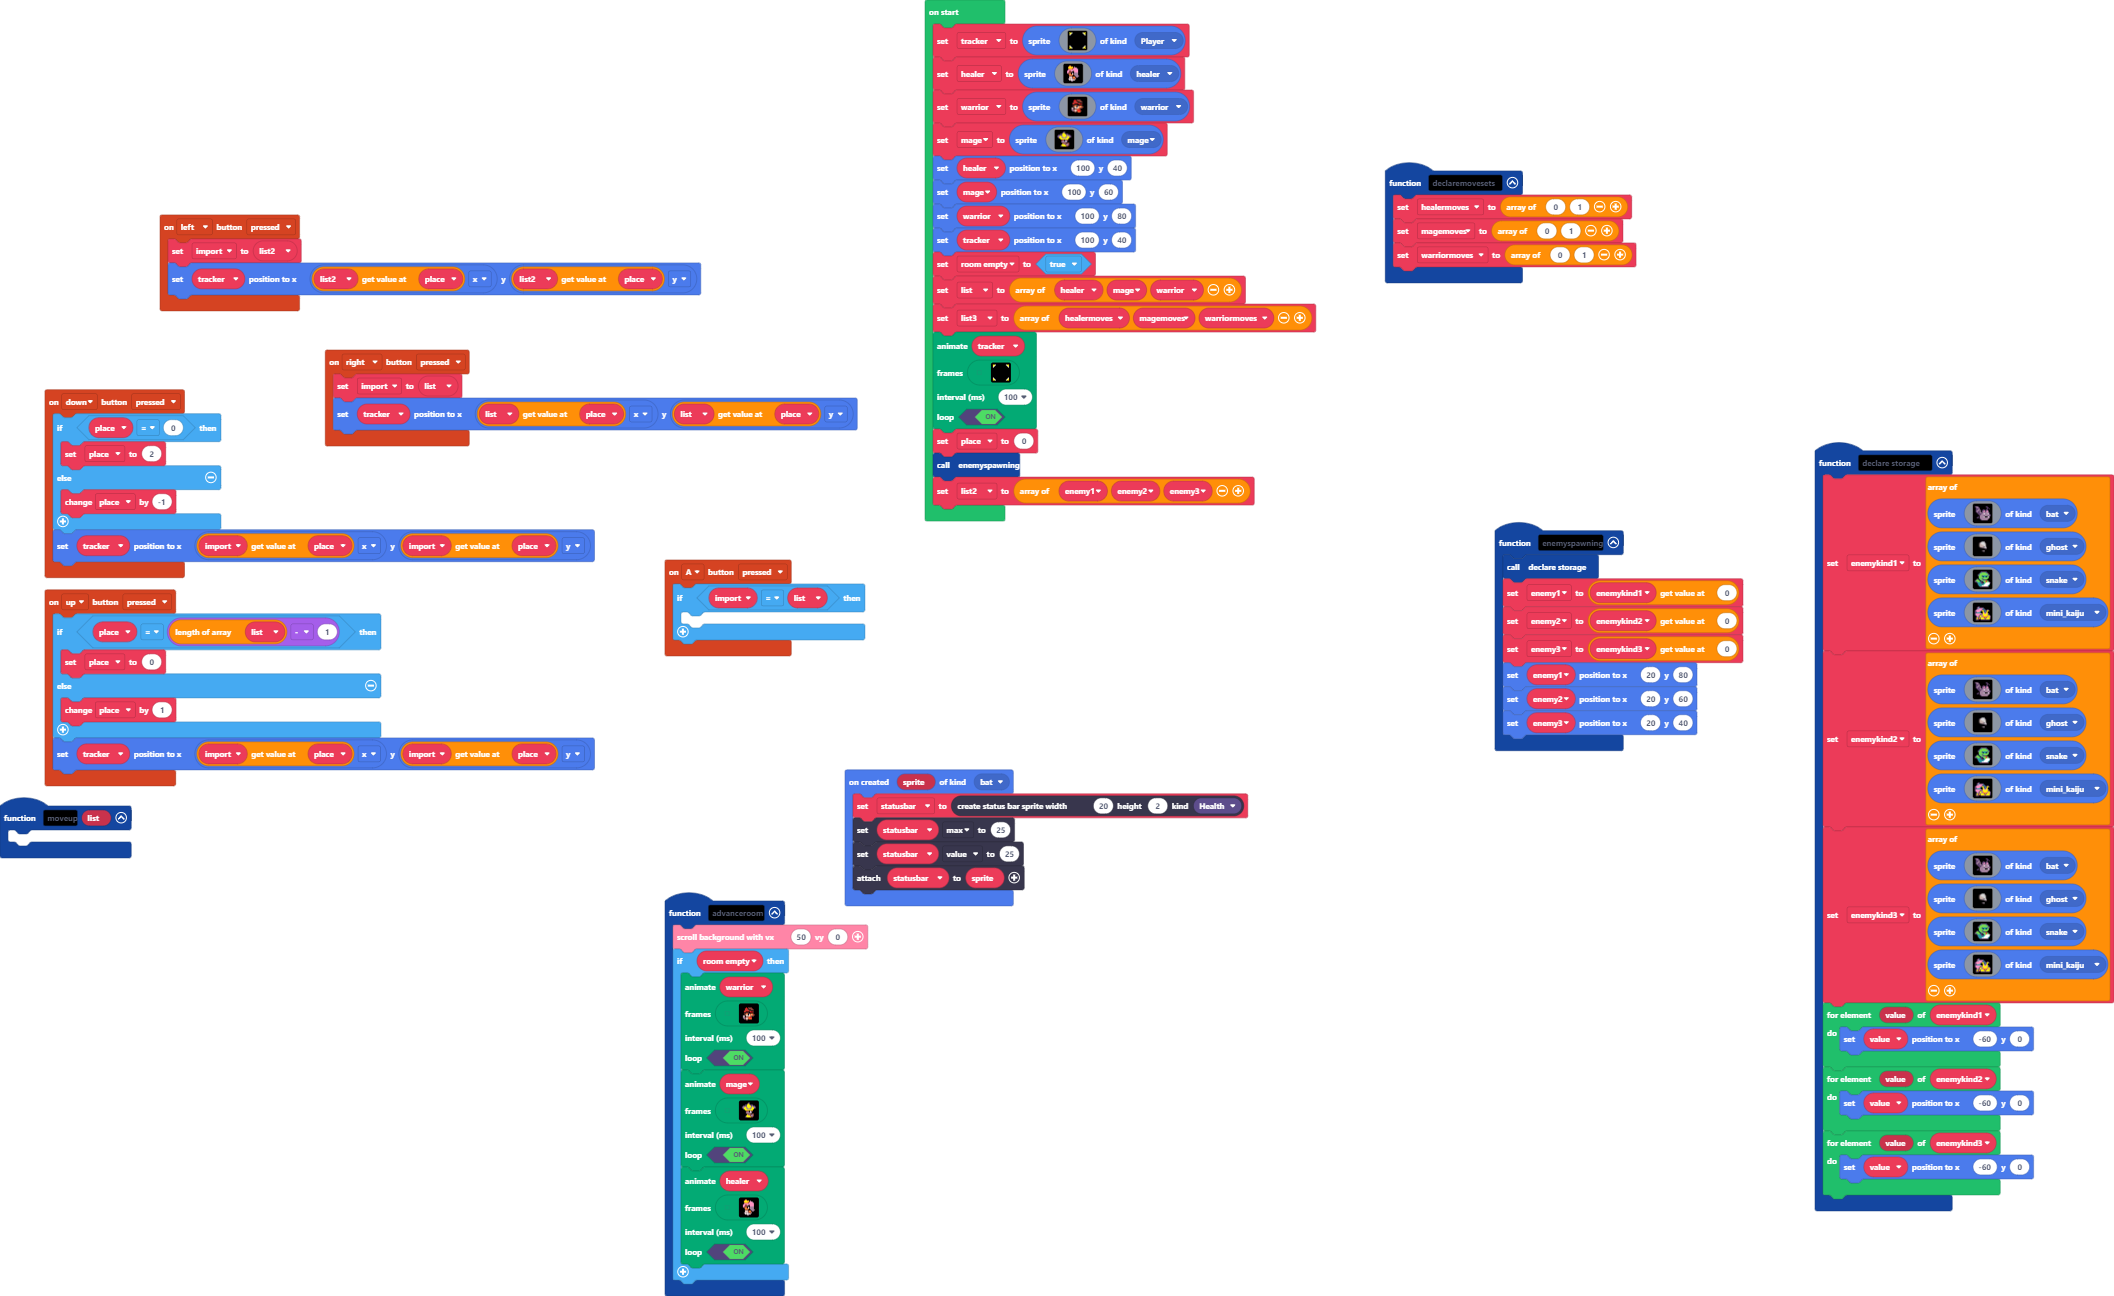 on start
set tracker to sprite of kind Player
set healer to sprite of kind healer
set warrior to sprite of kind warrior
set mage to sprite of kind mage
set healer position to x 100 y 40
set mage position to x 100 y 60
set warrior position to x 100 y 80
set tracker position to x 100 y 40
set room empty to true
set list to array of healer mage warrior
set list3 to array of healermoves magemoves warriormoves
animate tracker
frames
interval (ms) 100
loop ON
set place to 0
call enemyspawning
set list2 to array of enemy1 enemy2 enemy3
on left button pressed
set import to list2
set tracker position to x list2 get value at place x y list2 get value at place y
on right button pressed
set import to list
set tracker position to x list get value at place x y list get value at place y
on down button pressed
if place = 0 then
set place to 2
else
change place by -1
set tracker position to x import get value at place x y import get value at place y
on up button pressed
if place = length of array list - 1 then
set place to 0
else
change place by 1
set tracker position to x import get value at place x y import get value at place y
function moveup list
on A button pressed
if import = list then
on created sprite of kind bat
set statusbar to create status bar sprite width 20 height 2 kind Health
set statusbar max to 25
set statusbar value to 25
attach statusbar to sprite
function advanceroom
scroll background with vx 50 vy 0
if room empty then
animate warrior
frames
interval (ms) 100
loop ON
animate mage
frames
interval (ms) 100
loop ON
animate healer
frames
interval (ms) 100
loop ON
function declaremovesets
set healermoves to array of 0 1
set magemoves to array of 0 1
set warriormoves to array of 0 1
function enemyspawning
call declare storage
set enemy1 to enemykind1 get value at 0
set enemy2 to enemykind2 get value at 0
set enemy3 to enemykind3 get value at 0
set enemy1 position to x 20 y 80
set enemy2 position to x 20 y 60
set enemy3 position to x 20 y 40
function declare storage
array of
sprite of kind bat
sprite of kind ghost
set enemykind1 to
sprite of kind snake
sprite of kind mini_kaiju
array of
sprite of kind bat
sprite of kind ghost
set enemykind2 to
sprite of kind snake
sprite of kind mini_kaiju
array of
sprite of kind bat
sprite of kind ghost
set enemykind3 to
sprite of kind snake
sprite of kind mini_kaiju
for element value of enemykind1
do set value position to x -60 y 0
for element value of enemykind2
do set value position to x -60 y 0
for element value of enemykind3
do set value position to x -60 y 0